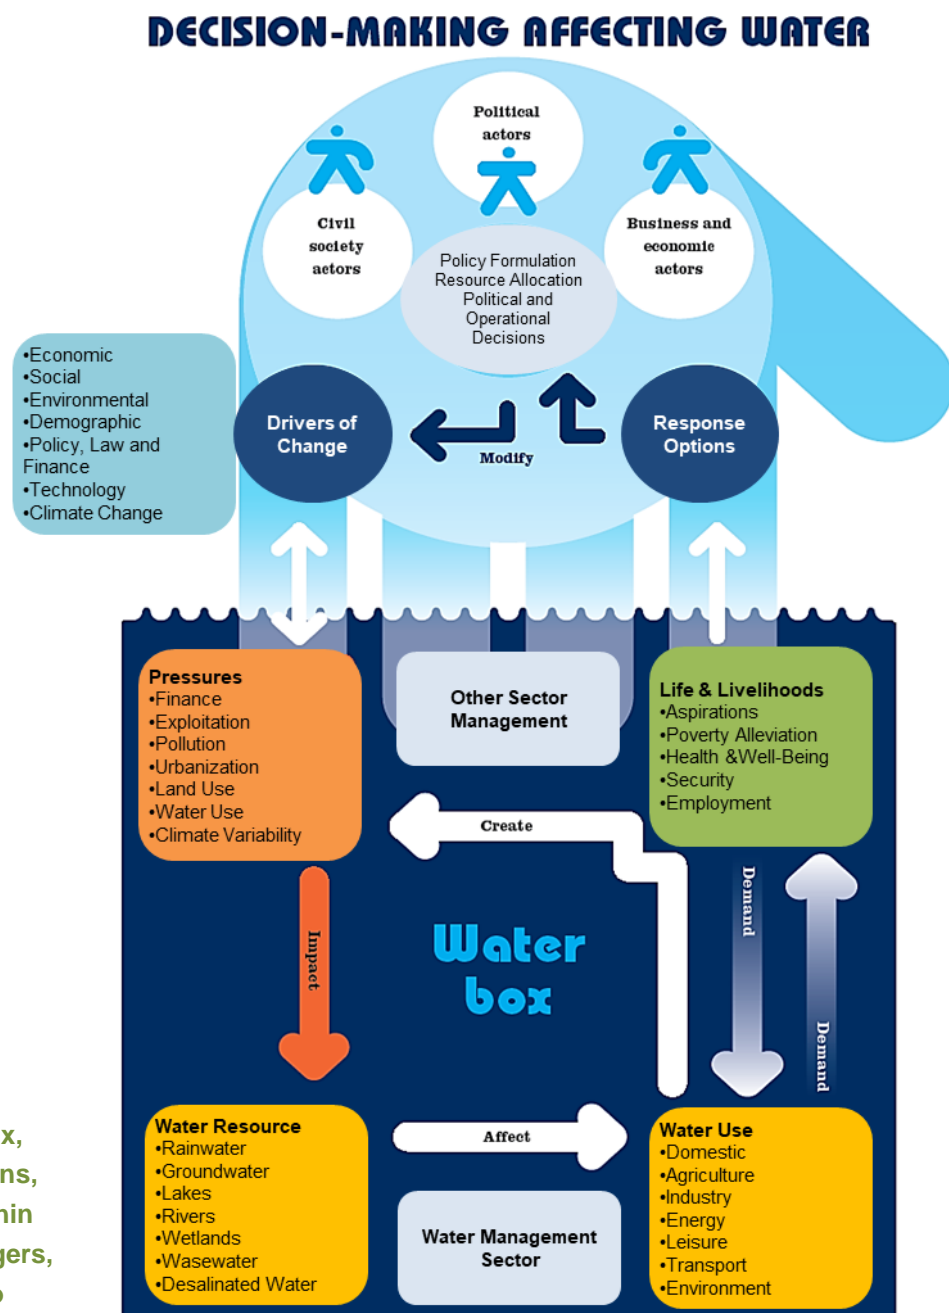 DECISION-MAKING AFFECTING WATER
Political
actors
Civil
society
actors
Business and
economic
actors
Policy Formulation
Resource Allocation
Political and
Operational
Decisions
•Economic
•Social
•Environmental
•Demographic
•Policy, Law and
Finance
•Technology
•Climate Change
Drivers of
Change
Modify
Response
Options
Pressures
•Finance
•Exploitation
•Pollution
•Urbanization
•Land Use
•Water Use
•Climate Variability
Other Sector
Management
Life & Livelihoods
•Aspirations
•Poverty Alleviation
•Health &Well-Being
•Security
•Employment
Create
Impact
Water
box
Demand
Demand
Water Resource
•Rainwater
•Groundwater
•Lakes
•Rivers
•Wetlands
•Wasewater
•Desalinated Water
Affect
Water Management
Sector
Water Use
•Domestic
•Agriculture
•Industry
•Energy
•Leisure
•Transport
•Environment
x,
ns,
hin
gers,